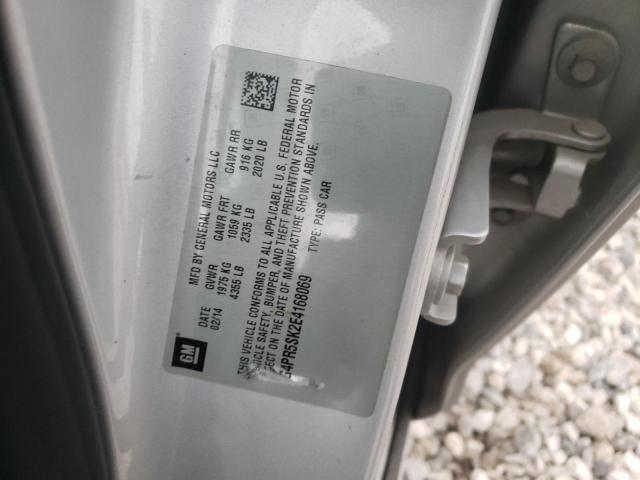 GM
MFD BY GENERAL MOTORS LLC
DATE GVWR GAWR FRT GAWR RR
02/14 1975 KG 1059 KG 916 KG
4355 LB 2335 LB 2020 LB
THIS VEHICLE CONFORMS TO ALL APPLICABLE U.S. FEDERAL MOTOR
VEHICLE SAFETY, BUMPER, AND THEFT PREVENTION STANDARDS IN
EFFECT ON THE DATE OF MANUFACTURE SHOWN ABOVE.
G4PR5SK2E4168069 TYPE: PASS CAR